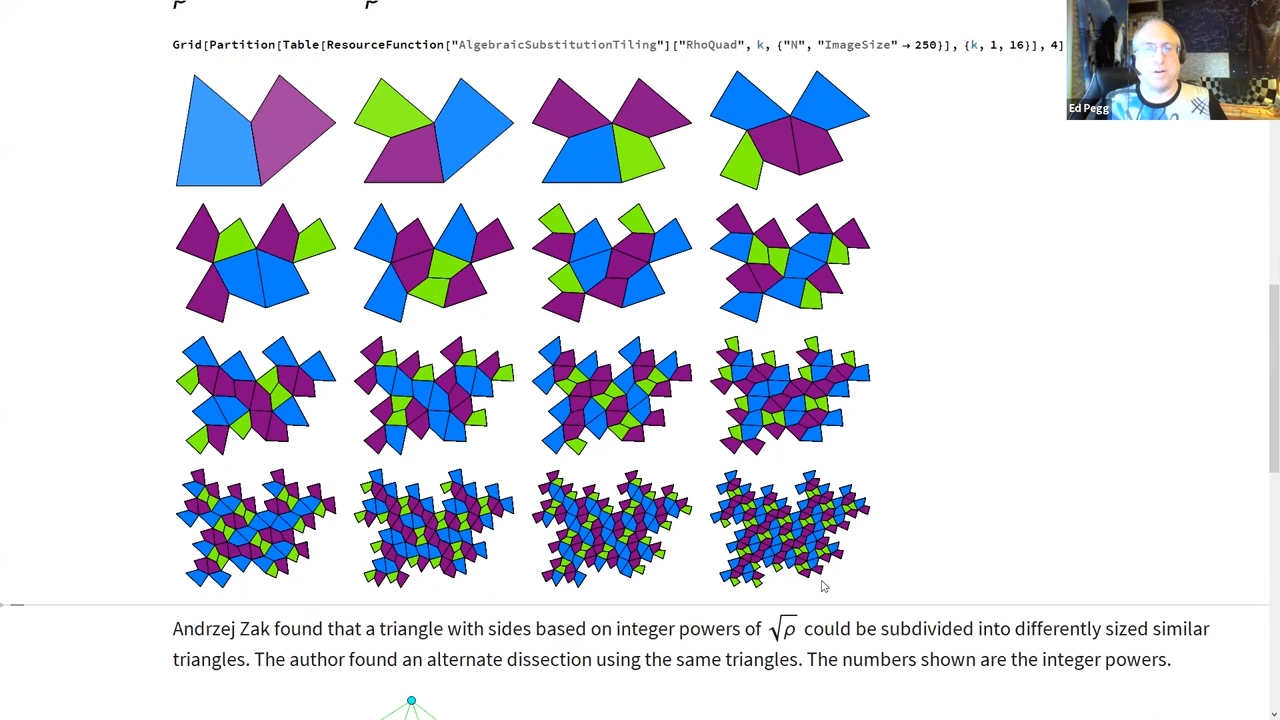 ρ ρ
Grid[Partition[Table[ResourceFunction["AlgebraicSubstitutionTiling"]["RhoQuad", k, {"N", "ImageSize" → 250}], {k, 1, 16}], 4]
Ed Pegg
Andrzej Zak found that a triangle with sides based on integer powers of √ρ could be subdivided into differently sized similar
triangles. The author found an alternate dissection using the same triangles. The numbers shown are the integer powers.